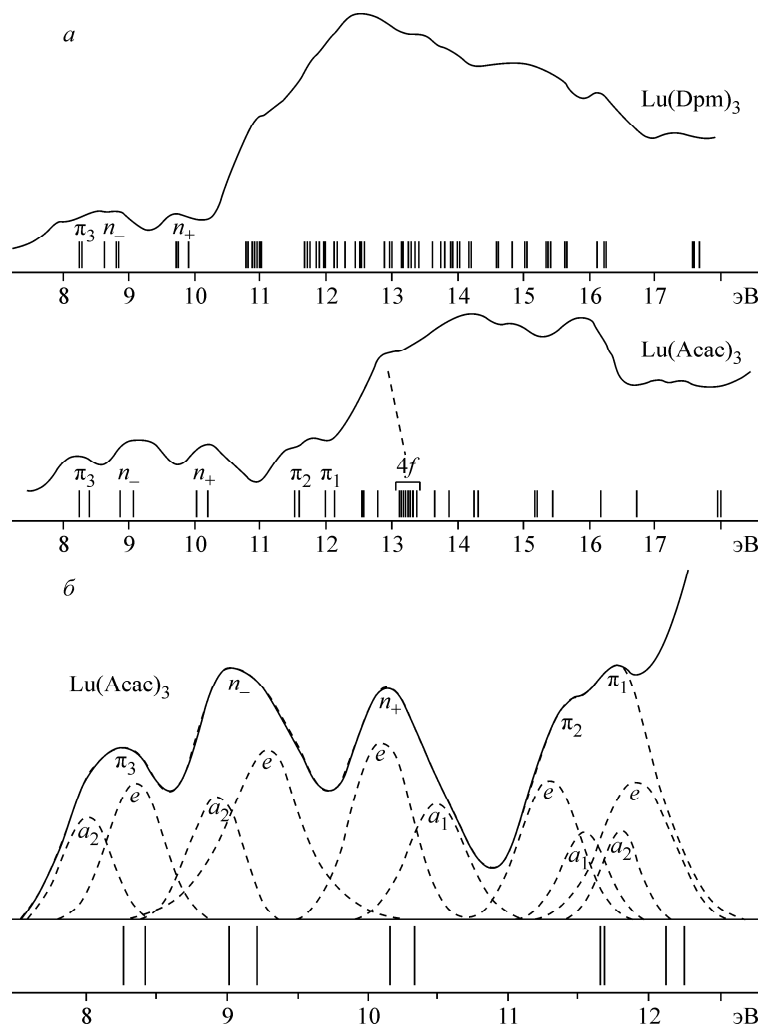 а
Lu(Dpm)₃
π₃ n₋ n₊
8 9 10 11 12 13 14 15 16 17 эВ
Lu(Acac)₃
4f
π₃ n₋ n₊ π₂ π₁
8 9 10 11 12 13 14 15 16 17 эВ
б
Lu(Acac)₃
π₃ n₋ n₊ π₂ π₁
a₂ e a₂ e e a₁ e a₁ a₂ e
8 9 10 11 12 эВ